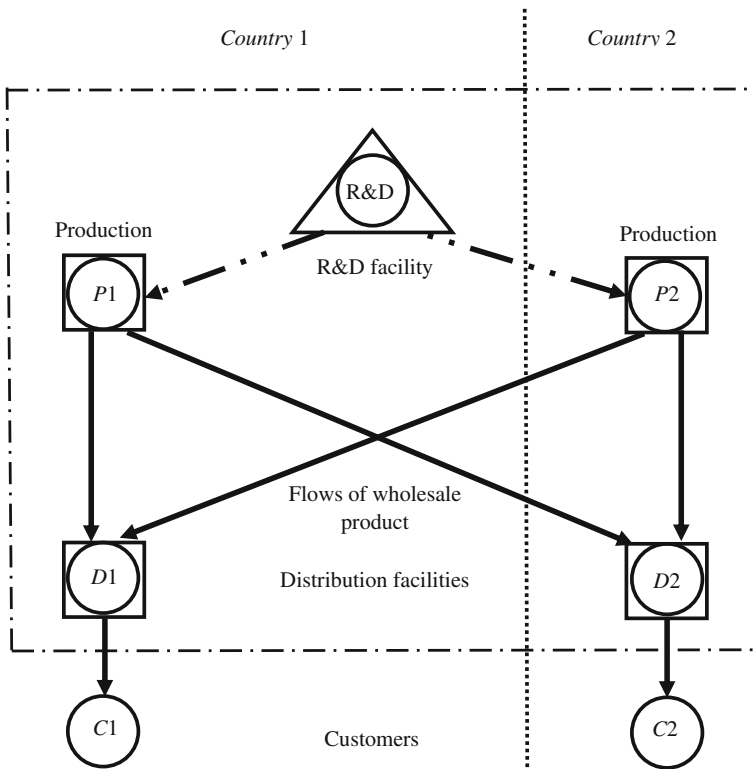 Country 1
Country 2
R&D
Production
Production
R&D facility
P1
P2
Flows of wholesale
product
D1
Distribution facilities
D2
C1
Customers
C2